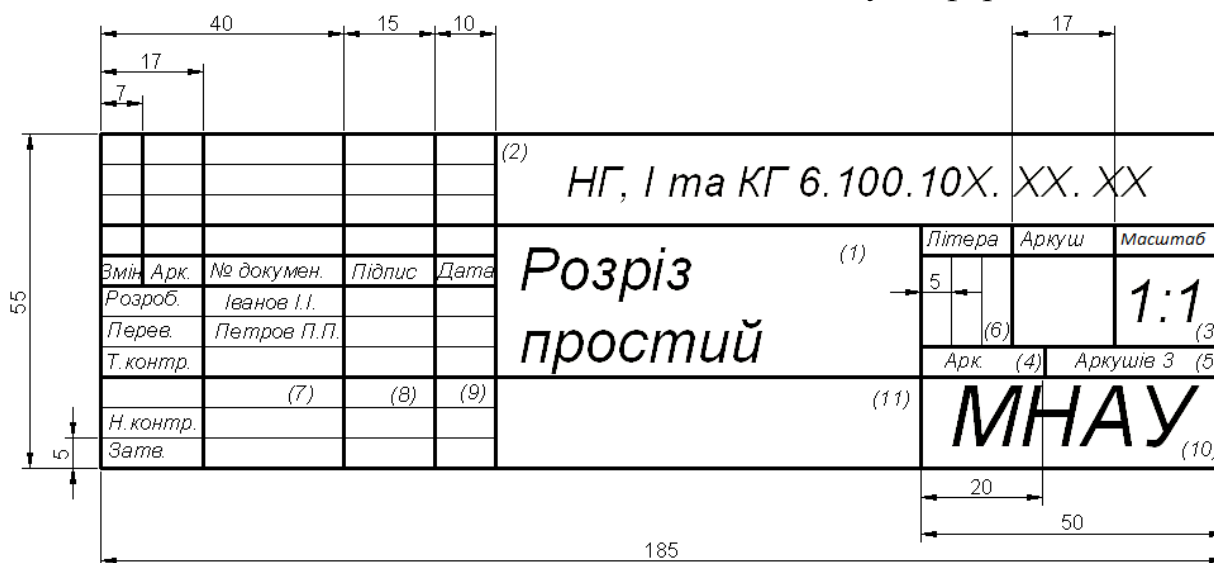 40 15 10 17
17
7
(2)
НГ, І та КГ 6.100.10Х. ХХ. ХХ
Розріз
простий
(1)
Літера Аркуш Масштаб
Змін Арк. № докумен. Підпис Дата
5
1:1
(6)
(3
Розроб. Іванов І.І.
Перев. Петров П.П.
Т.контр.
Арк. (4) Аркушів 3 (5
(7) (8) (9)
(11)
МНАУ
(10)
Н.контр.
Затв.
55
5
20
50
185